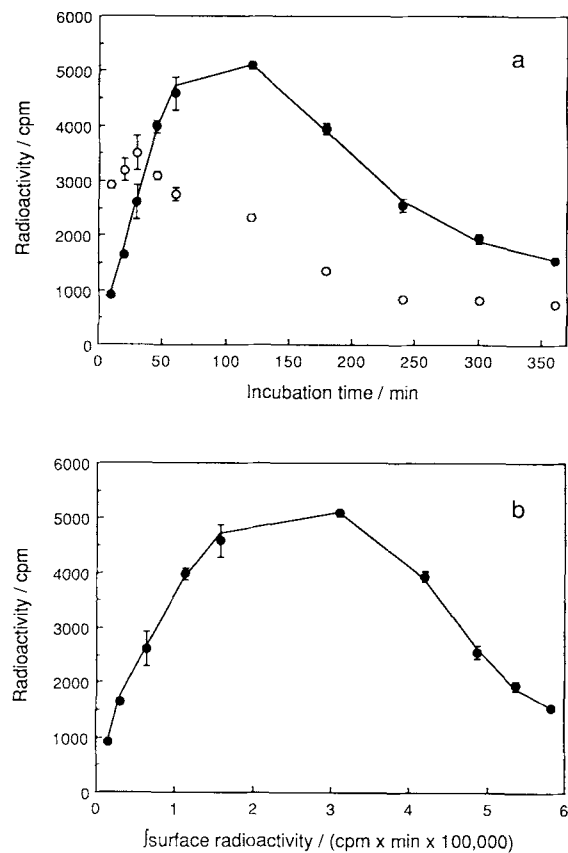 a
Radioactivity / cpm
6000
5000
4000
3000
2000
1000
0
0 50 100 150 200 250 300 350
Incubation time / min
b
Radioactivity / cpm
6000
5000
4000
3000
2000
1000
0
0 1 2 3 4 5 6
∫surface radioactivity / (cpm x min x 100,000)